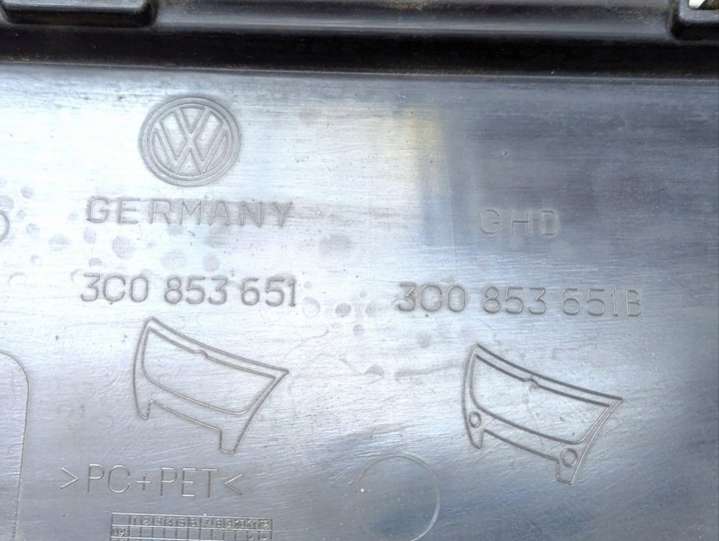 GERMANY GHD
3C0 853 651 3C0 853 651B
>PC+PET<